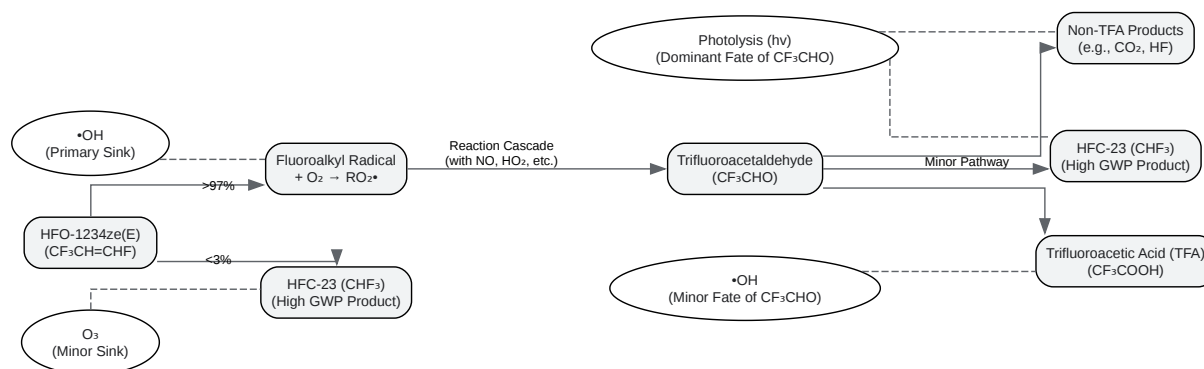 Photolysis (hv)
(Dominant Fate of CF₃CHO)
Non-TFA Products
(e.g., CO₂, HF)
•OH
(Primary Sink)
Fluoroalkyl Radical
+ O₂ → RO₂•
Reaction Cascade
(with NO, HO₂, etc.)
Trifluoroacetaldehyde
(CF₃CHO)
Minor Pathway
HFC-23 (CHF₃)
(High GWP Product)
>97%
HFO-1234ze(E)
(CF₃CH=CHF)
<3%
HFC-23 (CHF₃)
(High GWP Product)
Trifluoroacetic Acid (TFA)
(CF₃COOH)
•OH
(Minor Fate of CF₃CHO)
O₃
(Minor Sink)